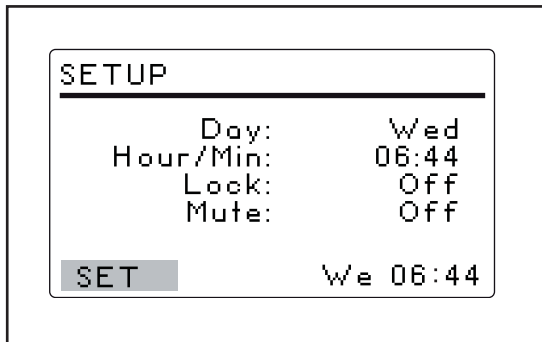 SETUP
Day: Wed
Hour/Min: 06:44
Lock: Off
Mute: Off
SET We 06:44